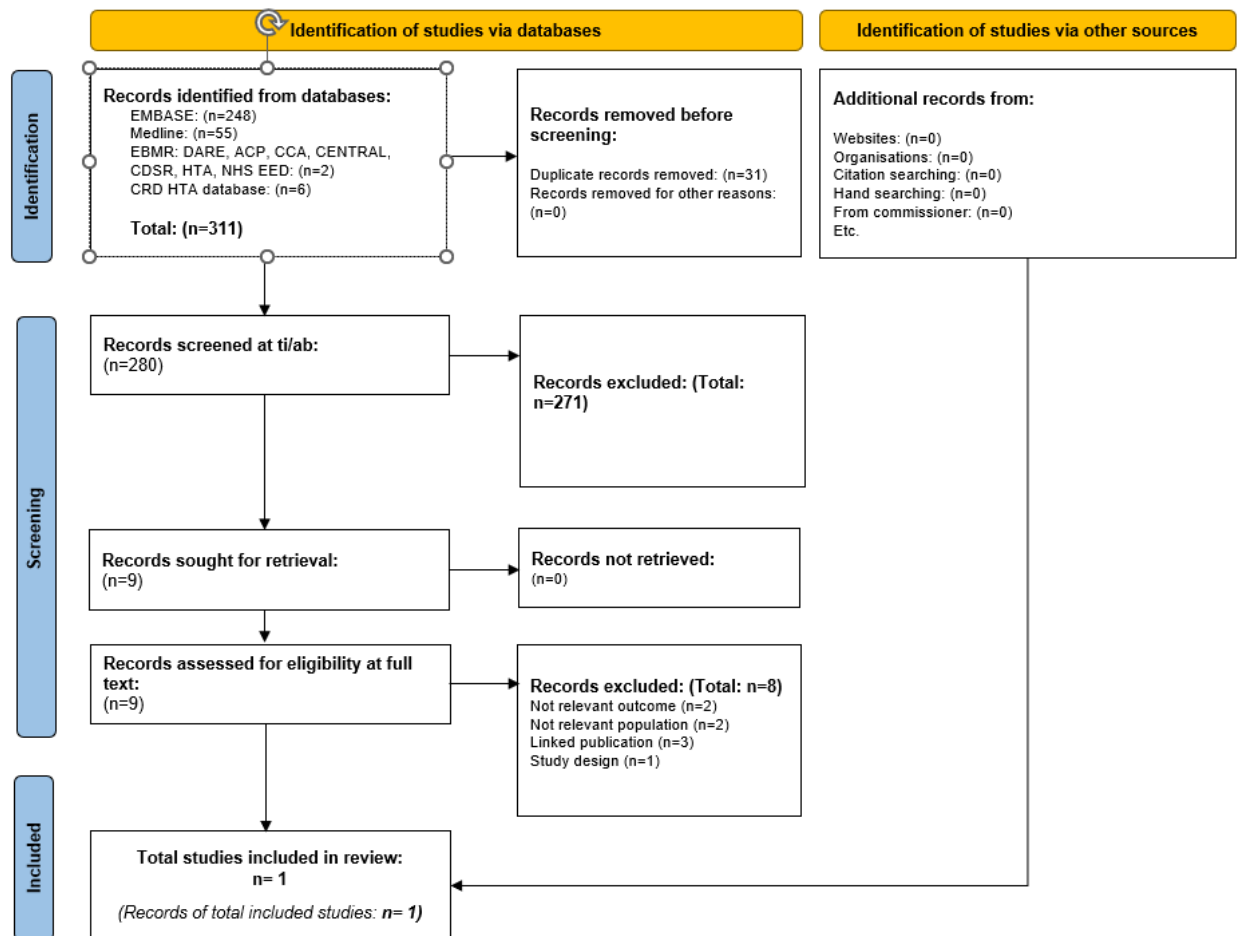 Identification of studies via databases
Identification of studies via other sources
Identification
Records identified from databases:
EMBASE: (n=248)
Medline: (n=55)
EBMR: DARE, ACP, CCA, CENTRAL,
CDSR, HTA, NHS EED: (n=2)
CRD HTA database: (n=6)
Total: (n=311)
Records removed before
screening:
Duplicate records removed: (n=31)
Records removed for other reasons:
(n=0)
Additional records from:
Websites: (n=0)
Organisations: (n=0)
Citation searching: (n=0)
Hand searching: (n=0)
From commissioner: (n=0)
Etc.
Screening
Records screened at ti/ab:
(n=280)
Records excluded: (Total:
n=271)
Records sought for retrieval:
(n=9)
Records not retrieved:
(n=0)
Records assessed for eligibility at full
text:
(n=9)
Records excluded: (Total: n=8)
Not relevant outcome (n=2)
Not relevant population (n=2)
Linked publication (n=3)
Study design (n=1)
Included
Total studies included in review:
n= 1
(Records of total included studies: n= 1)